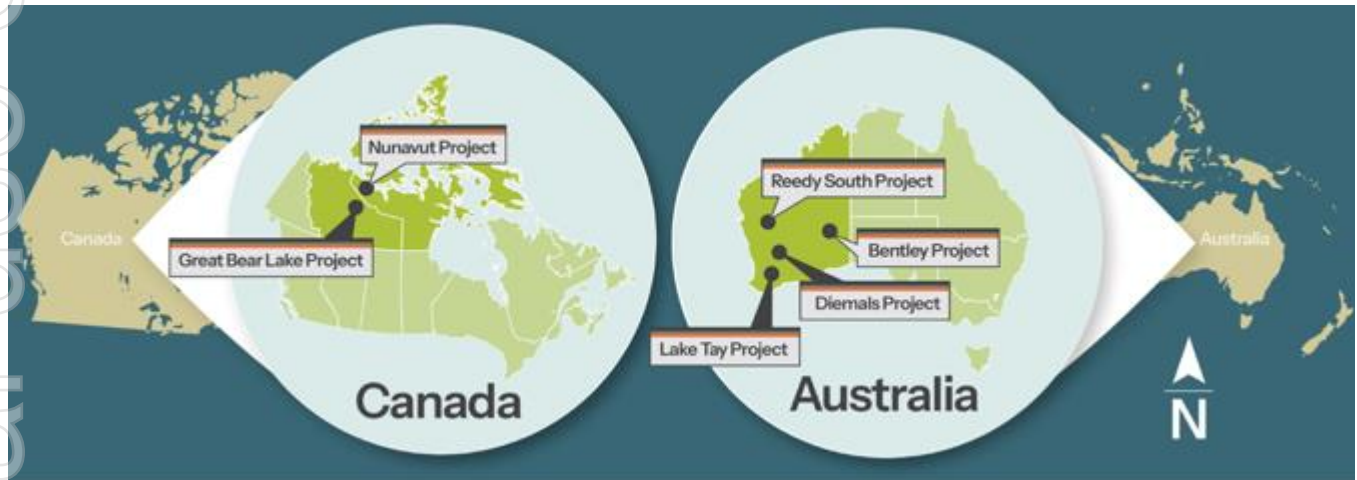 Canada
Nunavut Project
Great Bear Lake Project
Canada
Reedy South Project
Bentley Project
Diemals Project
Lake Tay Project
Australia
Australia
N